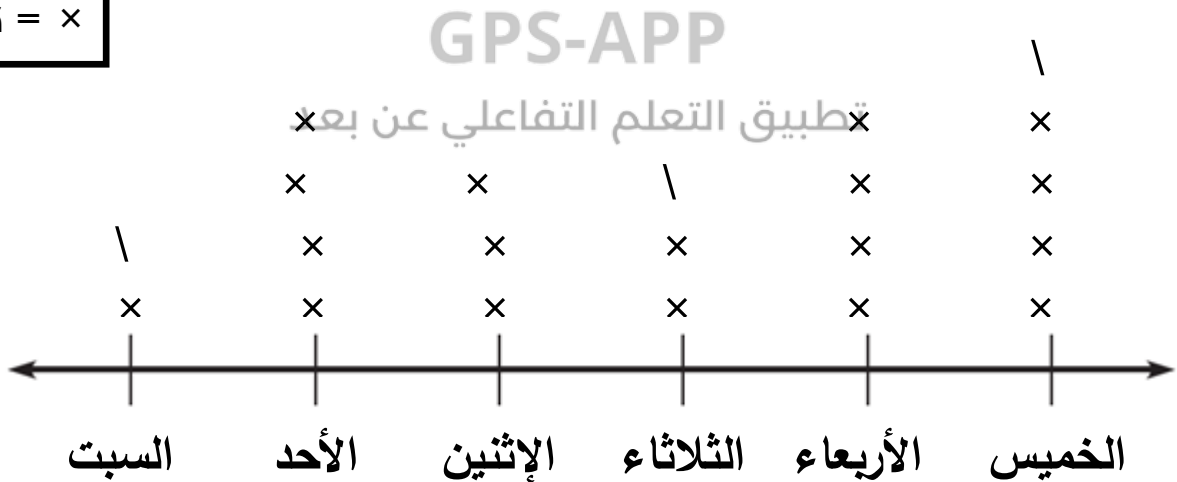 × =
GPS-APP
تطبيق التعلم التفاعلي عن بعد
\
× × ×
× × \ × ×
\ × × × × ×
× × × × × ×
السبت الأحد الإثنين الثلاثاء الأربعاء الخميس